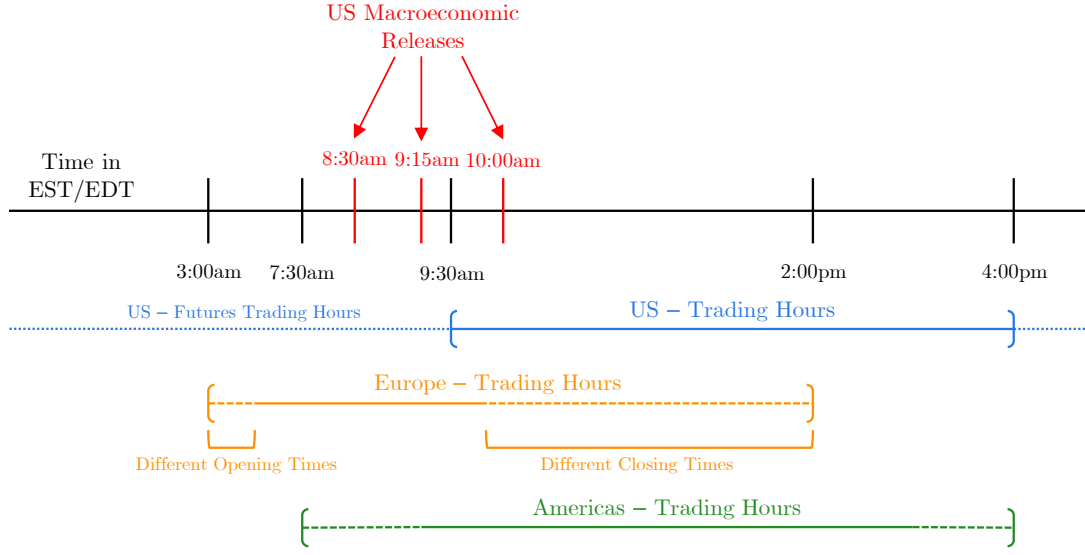 US Macroeconomic
Releases
8:30am 9:15am 10:00am
Time in
EST/EDT
3:00am 7:30am 9:30am 2:00pm 4:00pm
US – Futures Trading Hours
US – Trading Hours
Europe – Trading Hours
Different Opening Times
Different Closing Times
Americas – Trading Hours